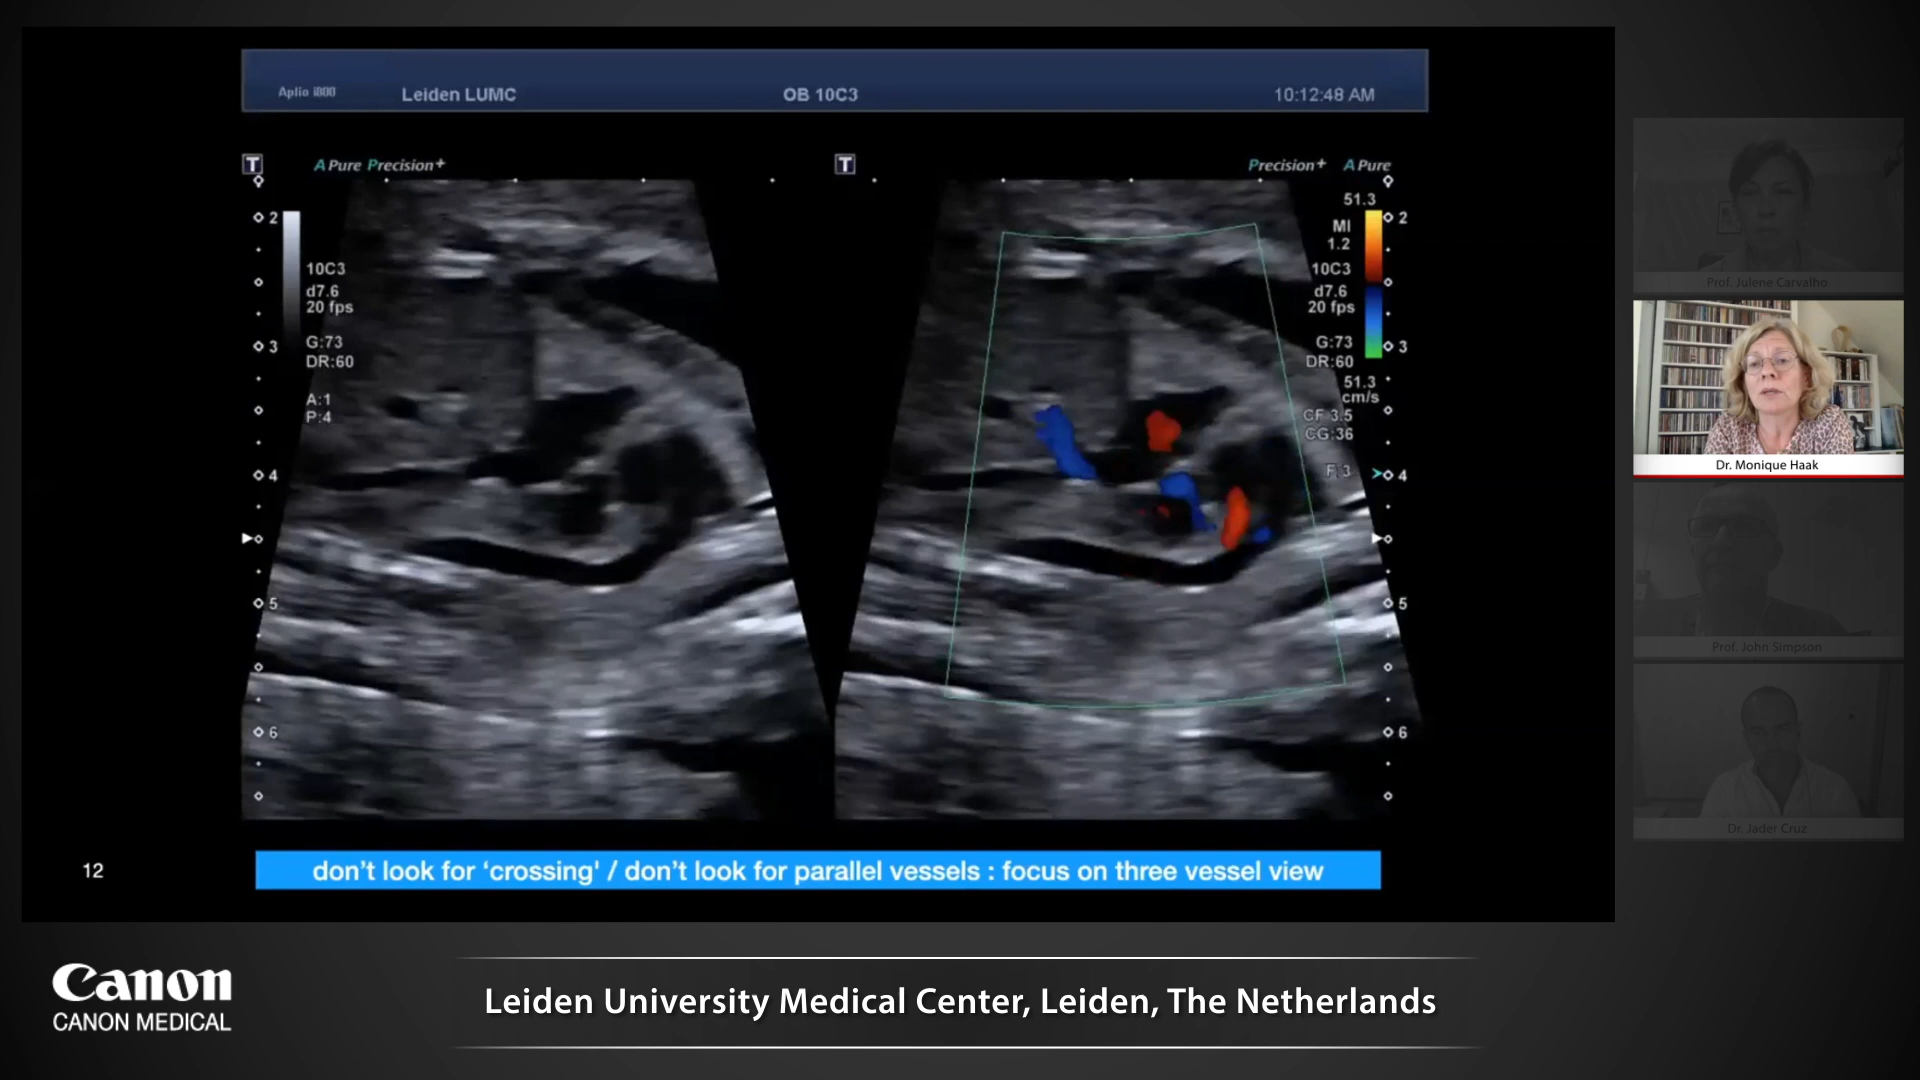 Aplio i800 Leiden LUMC OB 10C3 10:12:48 AM
T A Pure Precision+
2
10C3
d7.6
20 fps
G:73
DR:60
3
A:1
P:4
4
5
6
T Precision+ A Pure
51.3
MI
1.2
2
10C3
d7.6
20 fps
G:73
DR:60
3
51.3
cm/s
CF 3.5
CG:36
F:3
4
5
6
12
don't look for 'crossing' / don't look for parallel vessels : focus on three vessel view
Prof. Julene Carvalho
Dr. Monique Haak
Prof. John Simpson
Dr. Jader Cruz
Canon
CANON MEDICAL
Leiden University Medical Center, Leiden, The Netherlands